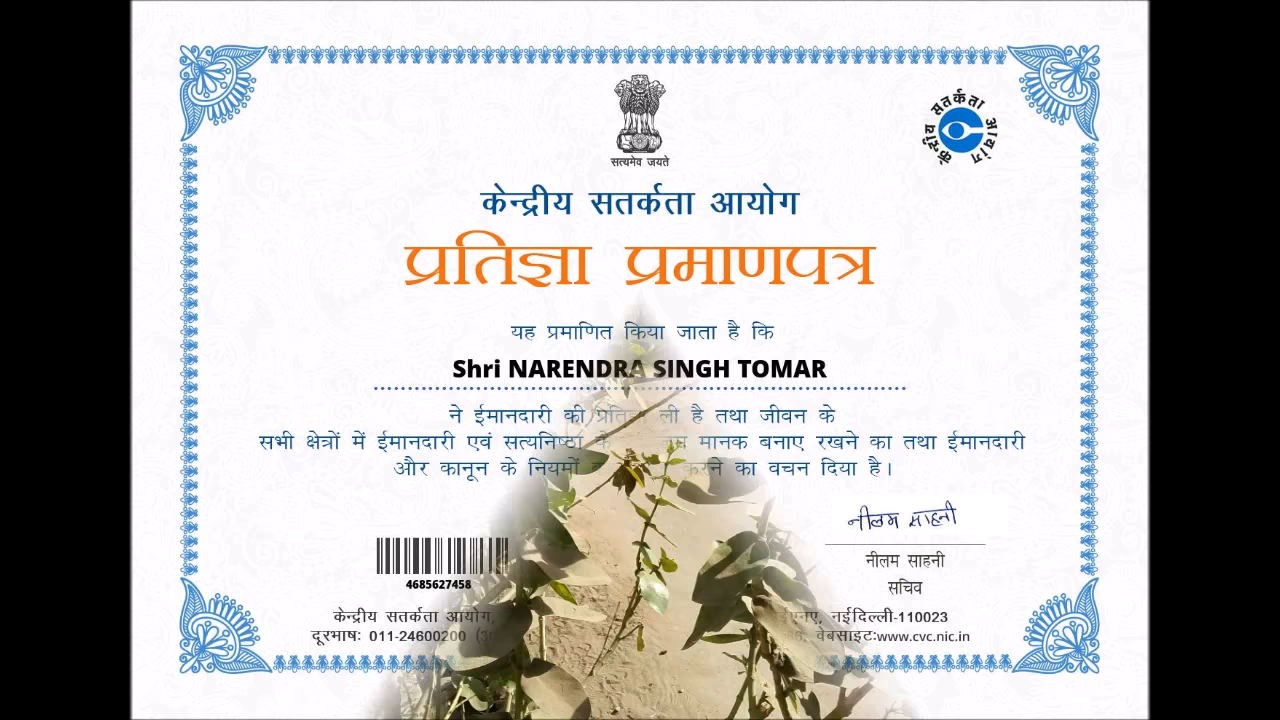 सत्यमेव जयते
केन्द्रीय सतर्कता आयोग
केन्द्रीय सतर्कता आयोग
प्रतिज्ञा प्रमाणपत्र
यह प्रमाणित किया जाता है कि
Shri NARENDRA SINGH TOMAR
ने ईमानदारी की प्रतिज्ञा ली है तथा जीवन के
सभी क्षेत्रों में ईमानदारी एवं सत्यनिष्ठा के मानक बनाए रखने का तथा ईमानदारी
और कानून के नियमों करने का वचन दिया है।
नीलम साहनी
नीलम साहनी
सचिव
4685627458
केन्द्रीय सतर्कता आयोग, नई दिल्ली-110023
दूरभाषः 011-24600200 वेबसाइटःwww.cvc.nic.in